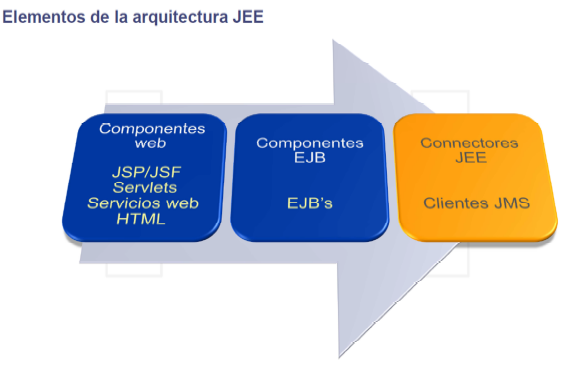 Elementos de la arquitectura JEE
Componentes
web
JSP/JSF
Servlets
Servicios web
HTML
Componentes
EJB
EJB's
Connectores
JEE
Clientes JMS